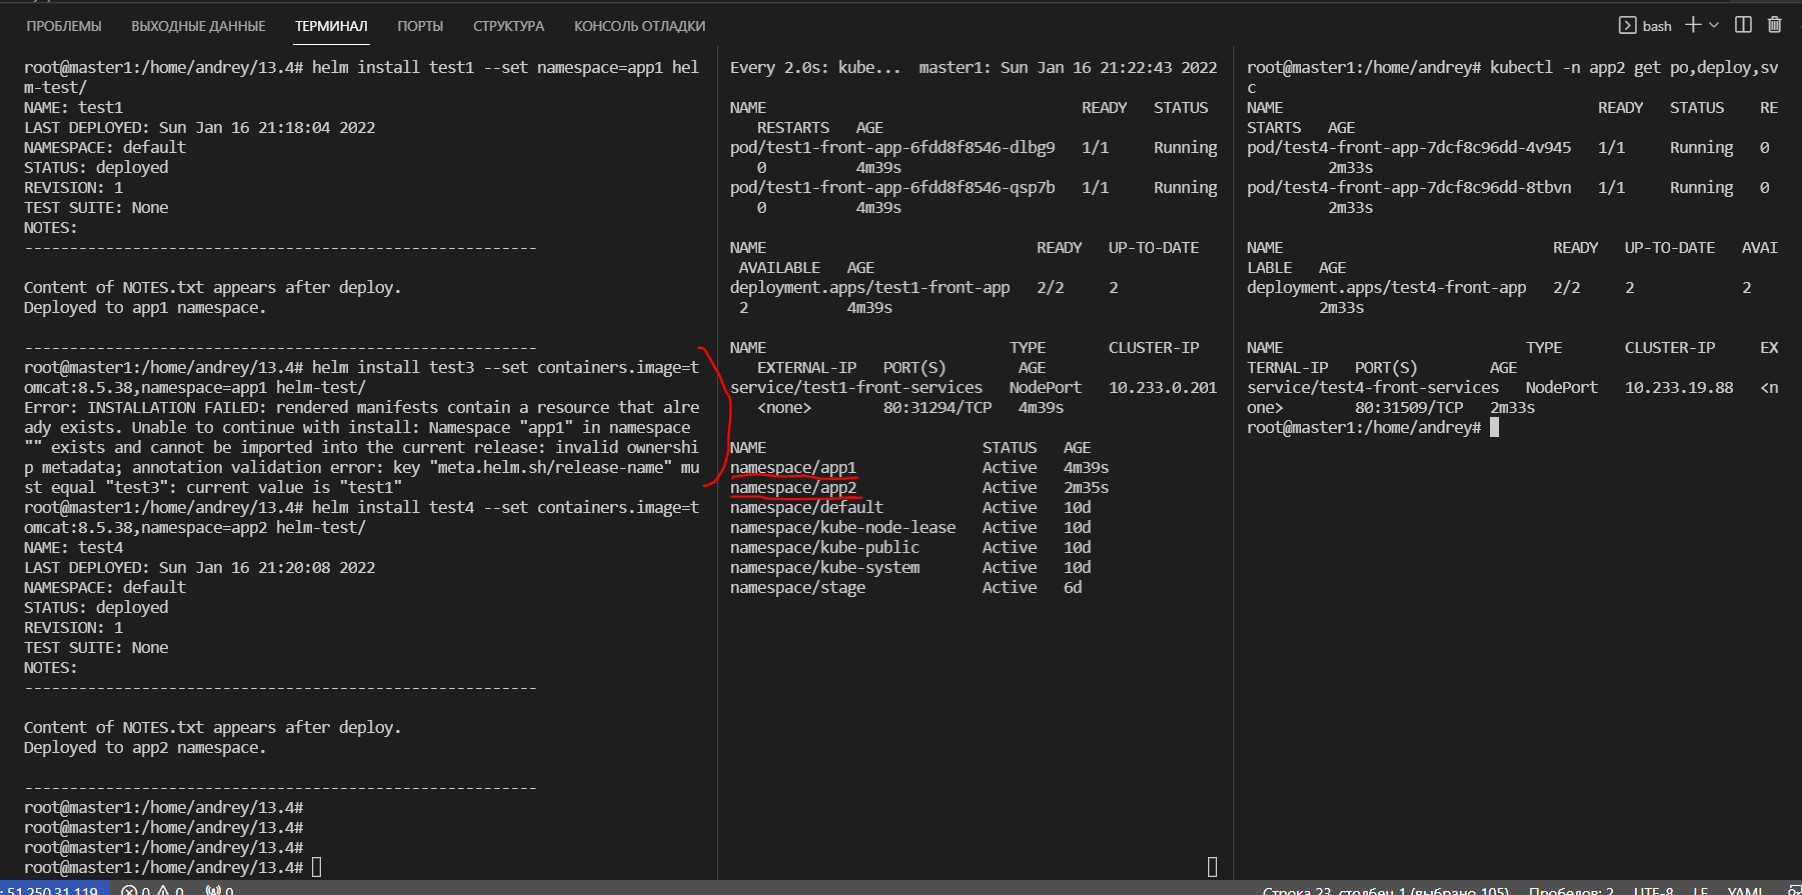 ПРОБЛЕМЫ ВЫХОДНЫЕ ДАННЫЕ ТЕРМИНАЛ ПОРТЫ СТРУКТУРА КОНСОЛЬ ОТЛАДКИ bash
root@master1:/home/andrey/13.4# helm install test1 --set namespace=app1 hel
m-test/
NAME: test1
LAST DEPLOYED: Sun Jan 16 21:18:04 2022
NAMESPACE: default
STATUS: deployed
REVISION: 1
TEST SUITE: None
NOTES:
---------------------------------------------------------
Content of NOTES.txt appears after deploy.
Deployed to app1 namespace.
---------------------------------------------------------
root@master1:/home/andrey/13.4# helm install test3 --set containers.image=t
omcat:8.5.38,namespace=app1 helm-test/
Error: INSTALLATION FAILED: rendered manifests contain a resource that alre
ady exists. Unable to continue with install: Namespace "app1" in namespace
"" exists and cannot be imported into the current release: invalid ownershi
p metadata; annotation validation error: key "meta.helm.sh/release-name" mu
st equal "test3": current value is "test1"
root@master1:/home/andrey/13.4# helm install test4 --set containers.image=t
omcat:8.5.38,namespace=app2 helm-test/
NAME: test4
LAST DEPLOYED: Sun Jan 16 21:20:08 2022
NAMESPACE: default
STATUS: deployed
REVISION: 1
TEST SUITE: None
NOTES:
---------------------------------------------------------
Content of NOTES.txt appears after deploy.
Deployed to app2 namespace.
---------------------------------------------------------
root@master1:/home/andrey/13.4#
root@master1:/home/andrey/13.4#
root@master1:/home/andrey/13.4#
root@master1:/home/andrey/13.4#
Every 2.0s: kube... master1: Sun Jan 16 21:22:43 2022
NAME READY STATUS
RESTARTS AGE
pod/test1-front-app-6fdd8f8546-dlbg9 1/1 Running
0 4m39s
pod/test1-front-app-6fdd8f8546-qsp7b 1/1 Running
0 4m39s
NAME READY UP-TO-DATE
AVAILABLE AGE
deployment.apps/test1-front-app 2/2 2
2 4m39s
NAME TYPE CLUSTER-IP
EXTERNAL-IP PORT(S) AGE
service/test1-front-services NodePort 10.233.0.201
<none> 80:31294/TCP 4m39s
NAME STATUS AGE
namespace/app1 Active 4m39s
namespace/app2 Active 2m35s
namespace/default Active 10d
namespace/kube-node-lease Active 10d
namespace/kube-public Active 10d
namespace/kube-system Active 10d
namespace/stage Active 6d
root@master1:/home/andrey# kubectl -n app2 get po,deploy,sv
c
NAME READY STATUS RE
STARTS AGE
pod/test4-front-app-7dcf8c96dd-4v945 1/1 Running 0
2m33s
pod/test4-front-app-7dcf8c96dd-8tbvn 1/1 Running 0
2m33s
NAME READY UP-TO-DATE AVAI
LABLE AGE
deployment.apps/test4-front-app 2/2 2 2
2m33s
NAME TYPE CLUSTER-IP EX
TERNAL-IP PORT(S) AGE
service/test4-front-services NodePort 10.233.19.88 <n
one> 80:31509/TCP 2m33s
root@master1:/home/andrey#
: 51.250.31.119 0 0 0 Строка 23, столбец 1 (выбрано 105) Пробелов: 2 UTF-8 LF YAML